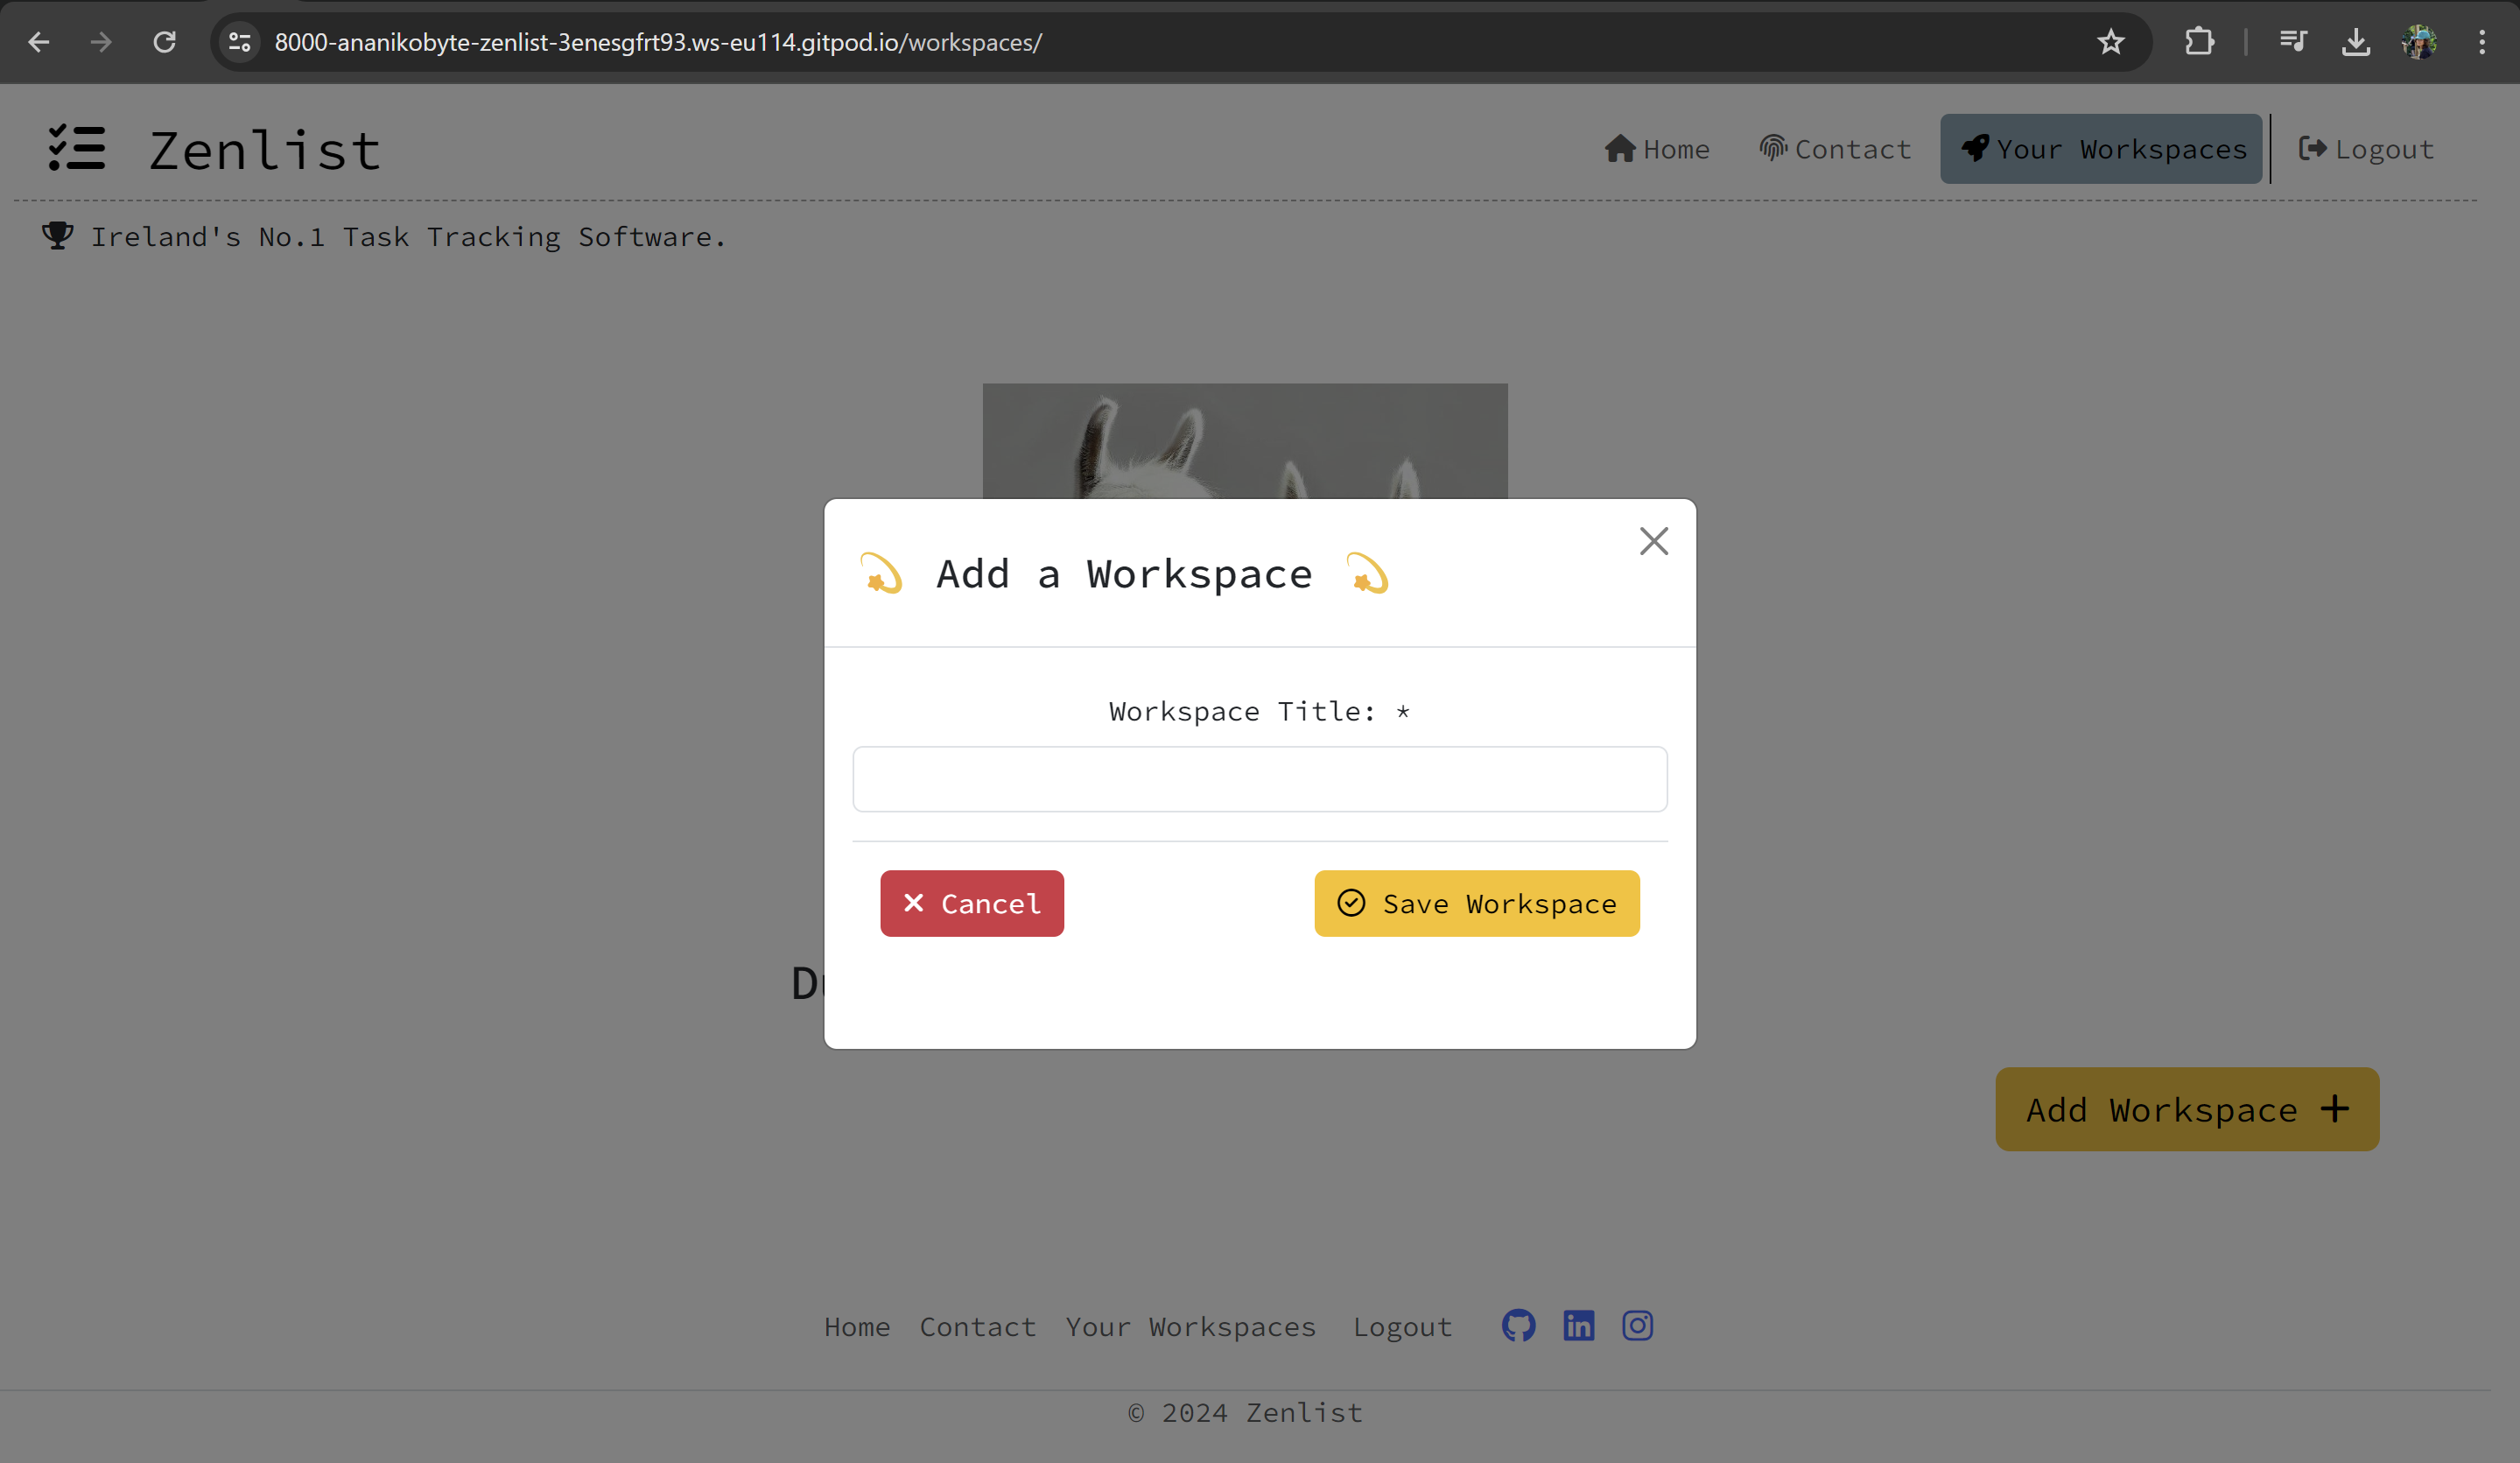 8000-ananikobyte-zenlist-3enesgfrt93.ws-eu114.gitpod.io/workspaces/
Zenlist
Home Contact Your Workspaces Logout
Ireland's No.1 Task Tracking Software.
Add a Workspace
Workspace Title: *
Cancel Save Workspace
Add Workspace +
Home Contact Your Workspaces Logout
© 2024 Zenlist